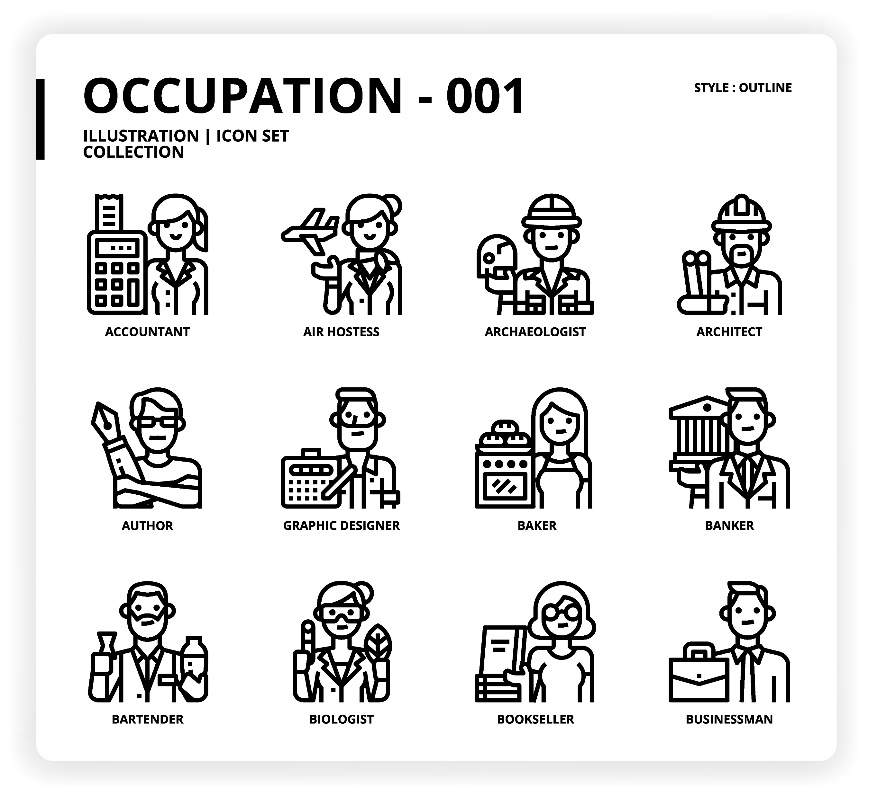 OCCUPATION - 001
STYLE : OUTLINE
ILLUSTRATION | ICON SET
COLLECTION
ACCOUNTANT
AIR HOSTESS
ARCHAEOLOGIST
ARCHITECT
AUTHOR
GRAPHIC DESIGNER
BAKER
BANKER
BARTENDER
BIOLOGIST
BOOKSELLER
BUSINESSMAN